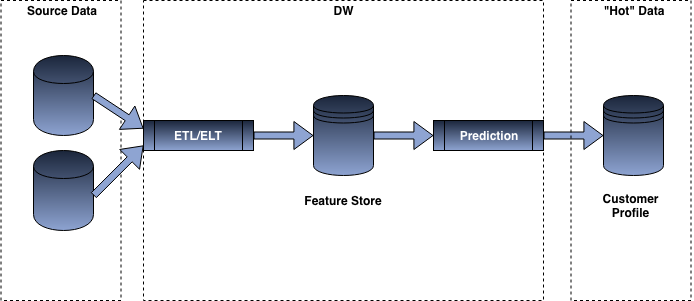 Source Data
DW
"Hot" Data
ETL/ELT
Prediction
Feature Store
Customer
Profile